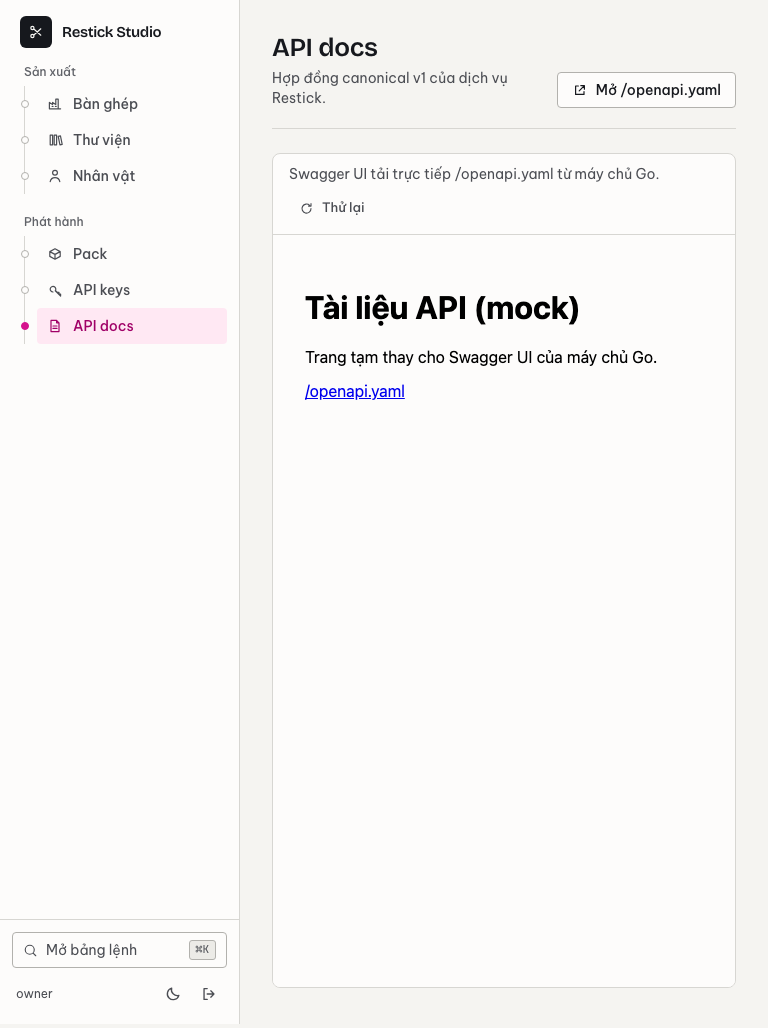 Restick Studio
Sản xuất
Bàn ghép
Thư viện
Nhân vật
Phát hành
Pack
API keys
API docs
Mở bảng lệnh ⌘K
owner
API docs
Hợp đồng canonical v1 của dịch vụ
Restick.
Mở /openapi.yaml
Swagger UI tải trực tiếp /openapi.yaml từ máy chủ Go.
Thử lại
Tài liệu API (mock)
Trang tạm thay cho Swagger UI của máy chủ Go.
/openapi.yaml